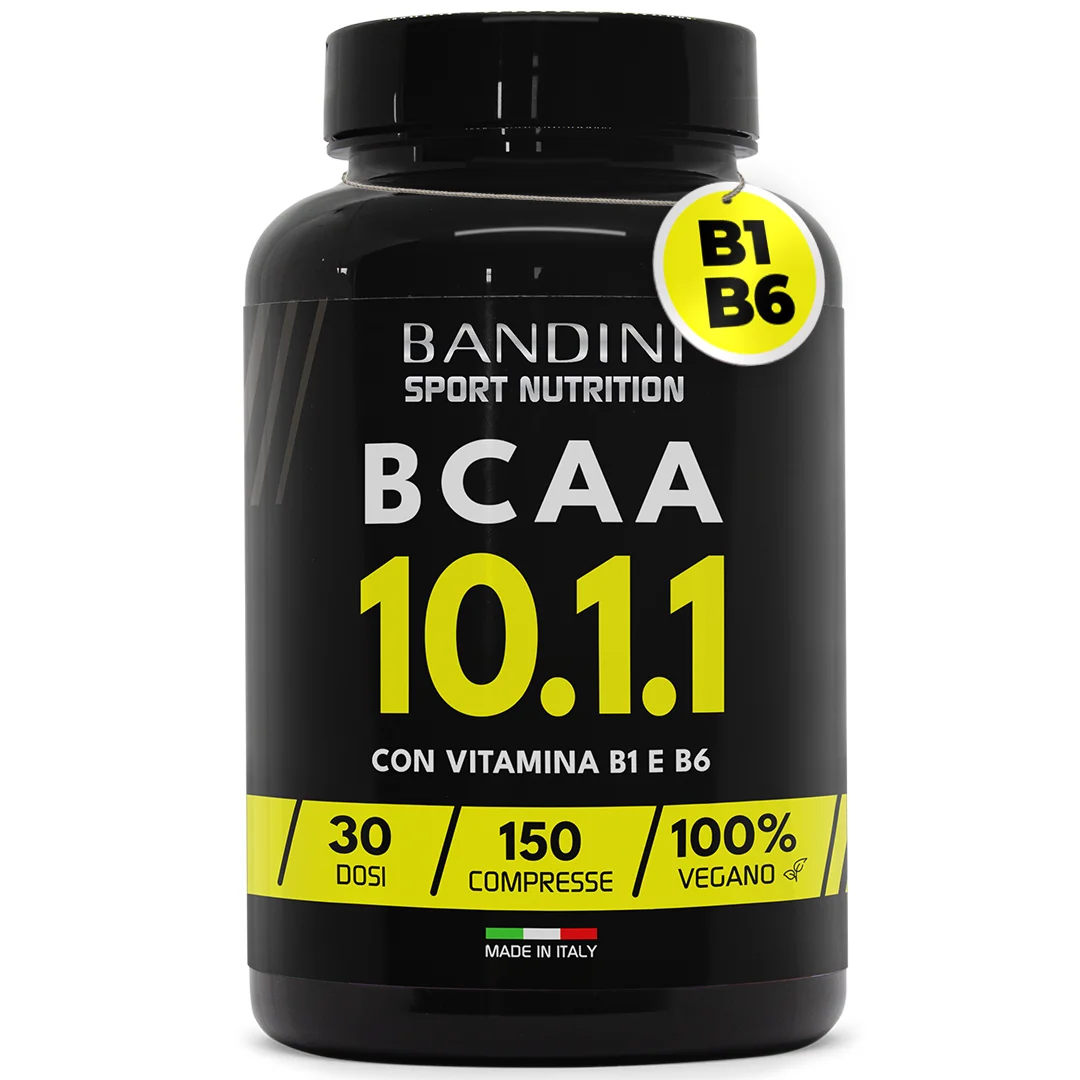 B1
B6
BANDINI
SPORT NUTRITION
BCAA
10.1.1
CON VITAMINA B1 E B6
30
DOSI
150
COMPRESSE
100%
VEGANO
MADE IN ITALY